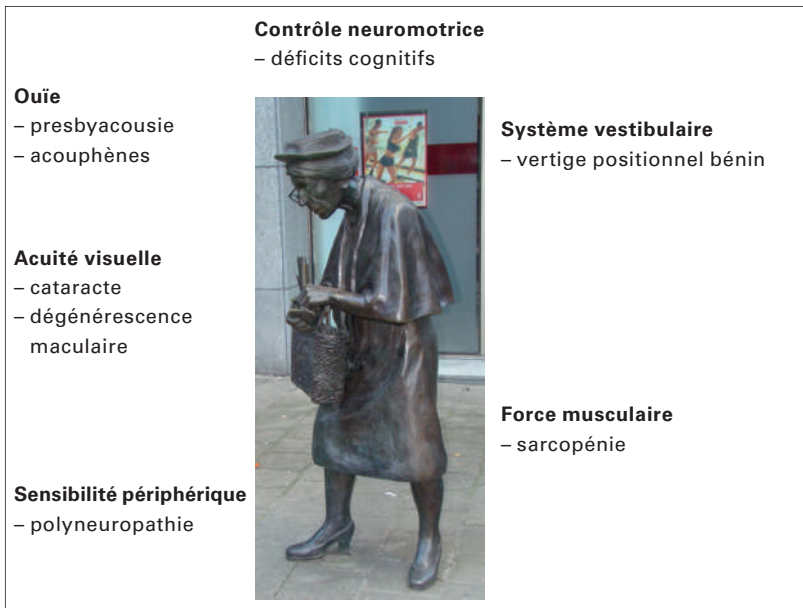 Contrôle neuromotrice
– déficits cognitifs
Ouïe
– presbyacousie
– acouphènes
Système vestibulaire
– vertige positionnel bénin
Acuité visuelle
– cataracte
– dégénérescence
maculaire
Force musculaire
– sarcopénie
Sensibilité périphérique
– polyneuropathie